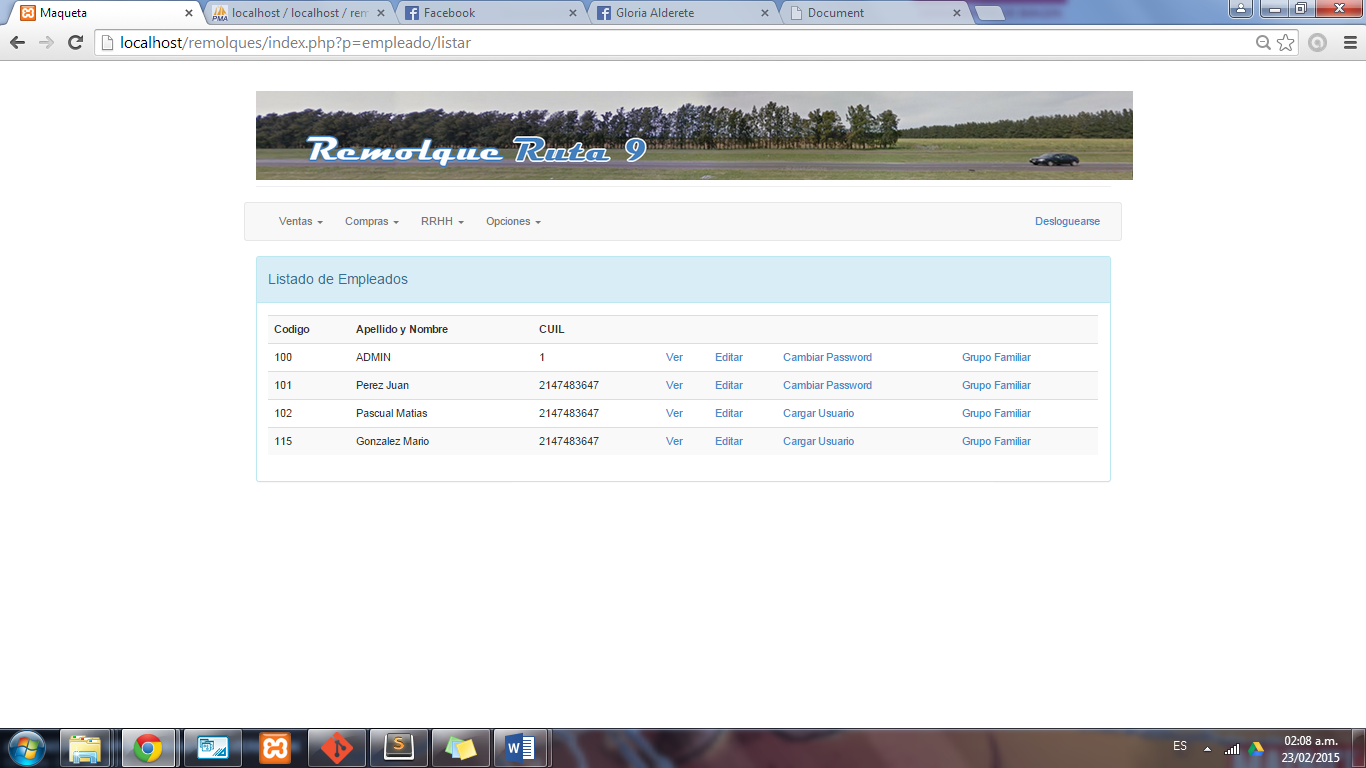 Maqueta
localhost / localhost / rem
Facebook
Gloria Alderete
Document
localhost/remolques/index.php?p=empleado/listar
Remolque Ruta 9
Ventas Compras RRHH Opciones Desloguearse
Listado de Empleados
Codigo Apellido y Nombre CUIL
100 ADMIN 1 Ver Editar Cambiar Password Grupo Familiar
101 Perez Juan 2147483647 Ver Editar Cambiar Password Grupo Familiar
102 Pascual Matias 2147483647 Ver Editar Cargar Usuario Grupo Familiar
115 Gonzalez Mario 2147483647 Ver Editar Cargar Usuario Grupo Familiar
ES
02:08 a.m.
23/02/2015